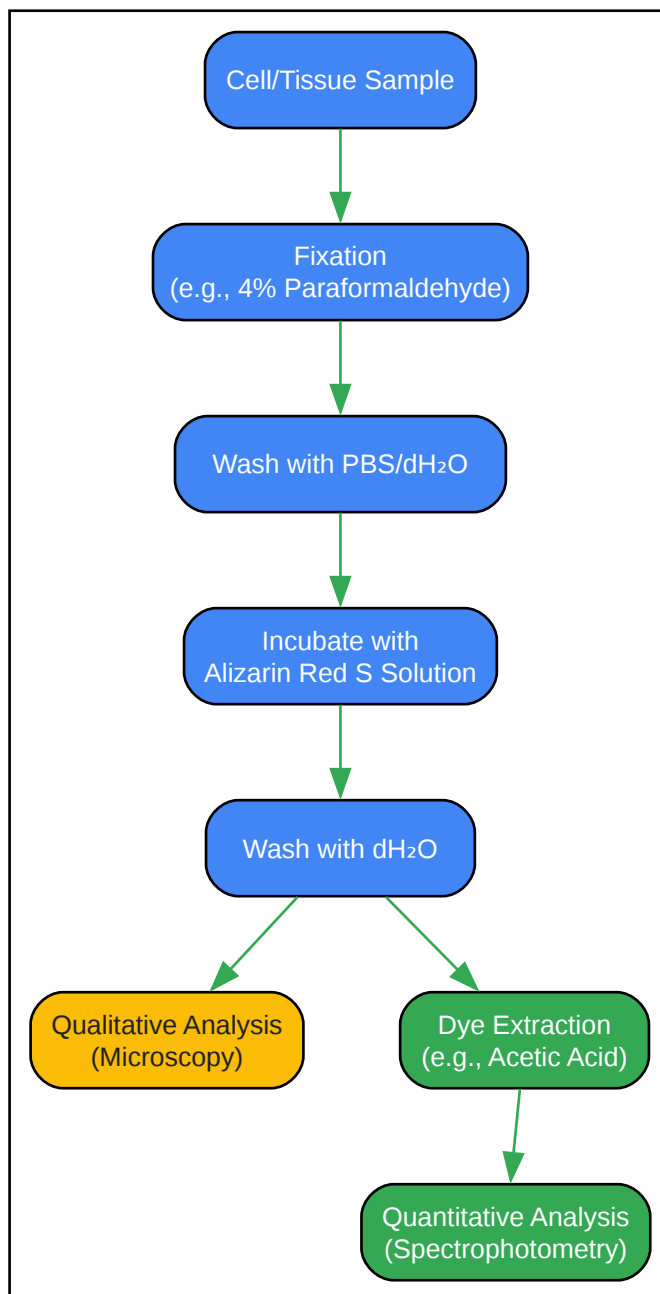 Cell/Tissue Sample
Fixation
(e.g., 4% Paraformaldehyde)
Wash with PBS/dH₂O
Incubate with
Alizarin Red S Solution
Wash with dH₂O
Qualitative Analysis
(Microscopy)
Dye Extraction
(e.g., Acetic Acid)
Quantitative Analysis
(Spectrophotometry)